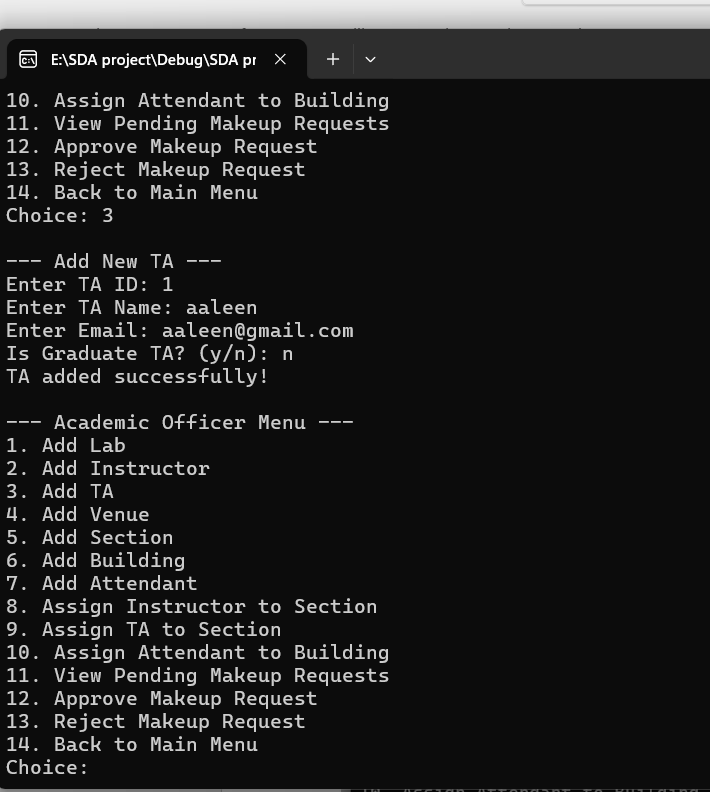 E:\SDA project\Debug\SDA pr
10. Assign Attendant to Building
11. View Pending Makeup Requests
12. Approve Makeup Request
13. Reject Makeup Request
14. Back to Main Menu
Choice: 3
--- Add New TA ---
Enter TA ID: 1
Enter TA Name: aaleen
Enter Email: aaleen@gmail.com
Is Graduate TA? (y/n): n
TA added successfully!
--- Academic Officer Menu ---
1. Add Lab
2. Add Instructor
3. Add TA
4. Add Venue
5. Add Section
6. Add Building
7. Add Attendant
8. Assign Instructor to Section
9. Assign TA to Section
10. Assign Attendant to Building
11. View Pending Makeup Requests
12. Approve Makeup Request
13. Reject Makeup Request
14. Back to Main Menu
Choice: